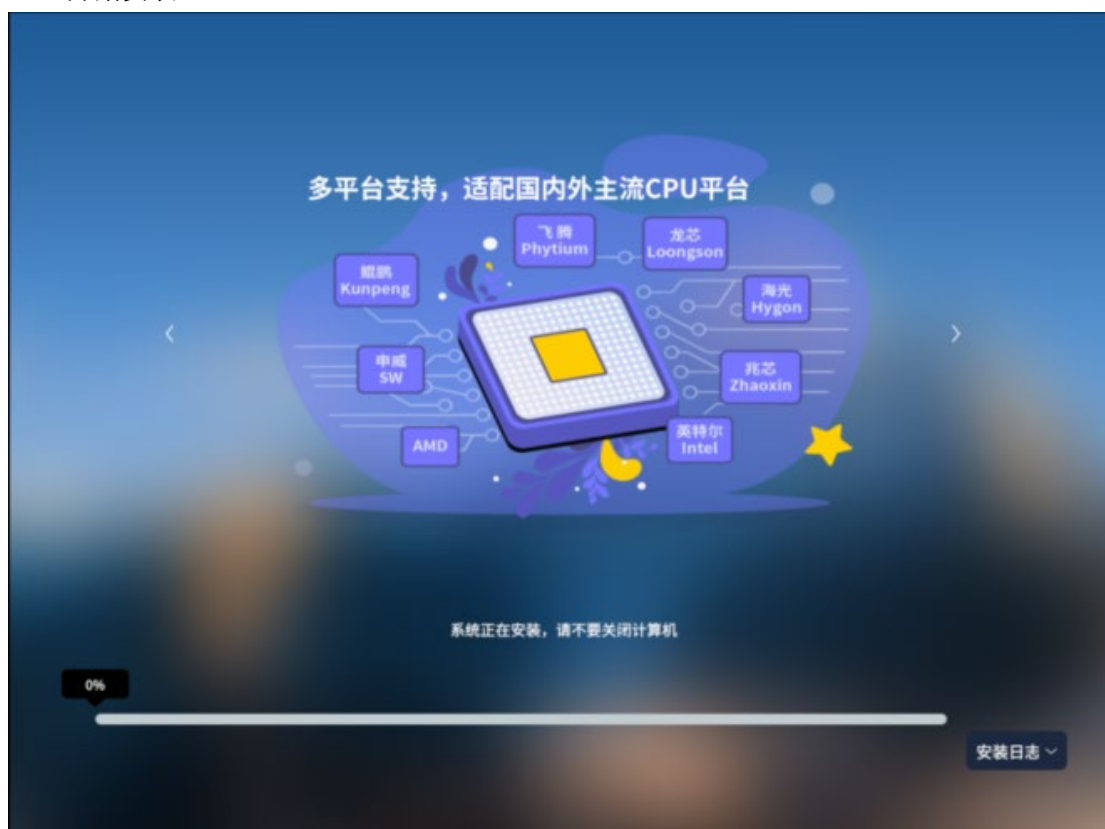 多平台支持，适配国内外主流CPU平台
飞腾
Phytium
龙芯
Loongson
鲲鹏
Kunpeng
海光
Hygon
申威
SW
兆芯
Zhaoxin
AMD
英特尔
Intel
系统正在安装，请不要关闭计算机
0%
安装日志